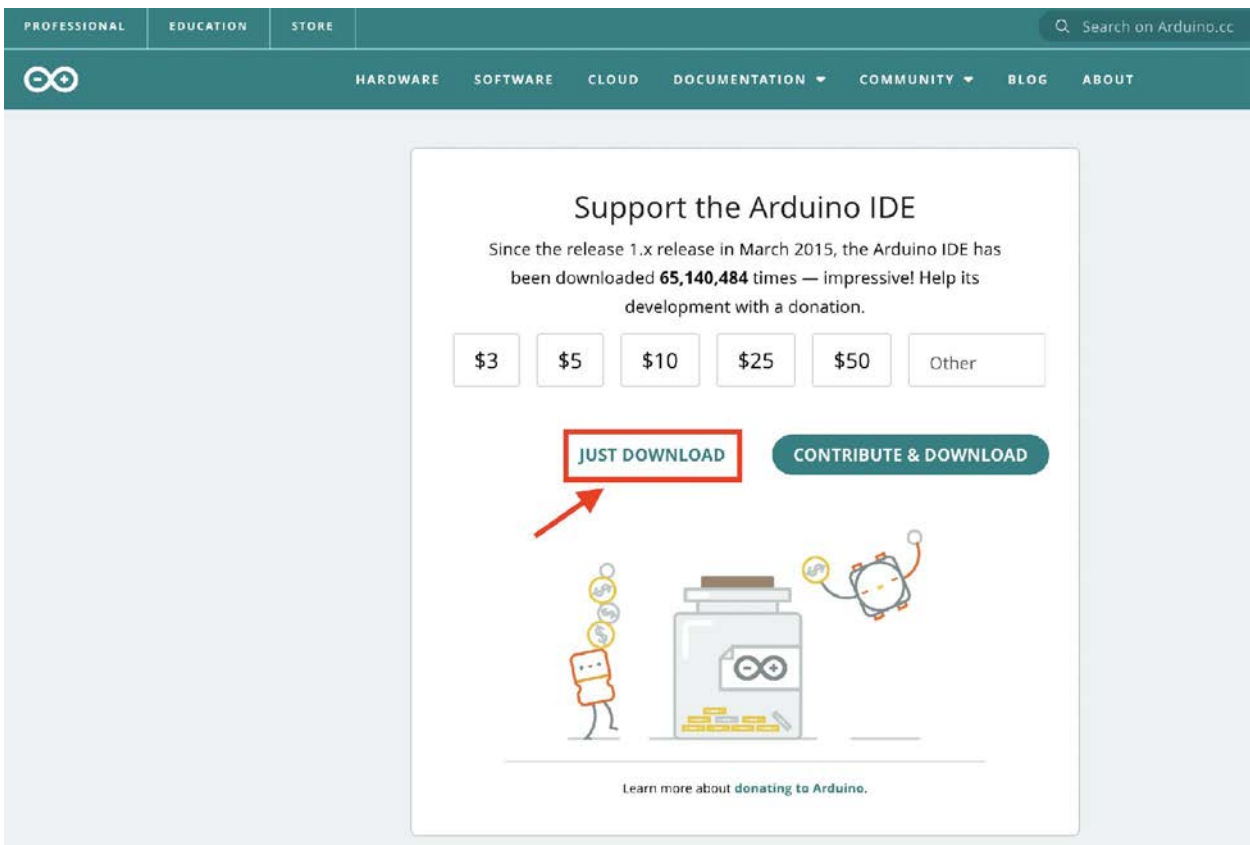 PROFESSIONAL EDUCATION STORE Search on Arduino.cc
HARDWARE SOFTWARE CLOUD DOCUMENTATION COMMUNITY BLOG ABOUT
Support the Arduino IDE
Since the release 1.x release in March 2015, the Arduino IDE has
been downloaded 65,140,484 times — impressive! Help its
development with a donation.
$3 $5 $10 $25 $50 Other
JUST DOWNLOAD CONTRIBUTE & DOWNLOAD
Learn more about donating to Arduino.